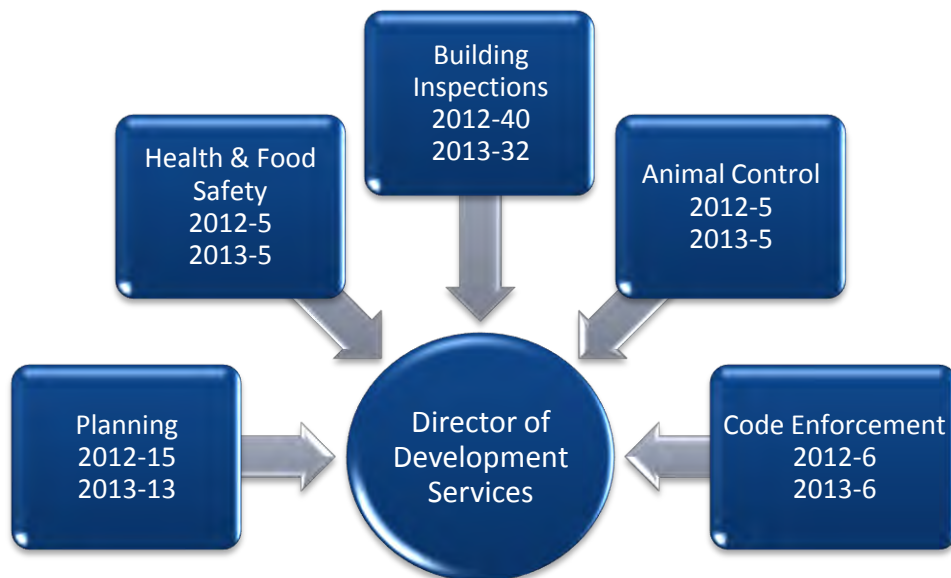 Building
Inspections
2012-40
2013-32
Health & Food
Safety
2012-5
2013-5
Animal Control
2012-5
2013-5
Planning
2012-15
2013-13
Director of
Development
Services
Code Enforcement
2012-6
2013-6